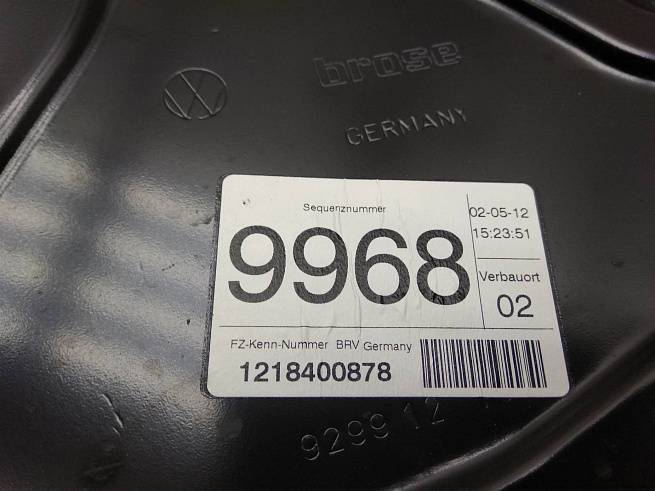 brose
GERMANY
Sequenznummer
9968
02-05-12
15:23:51
Verbauort
02
FZ-Kenn-Nummer BRV Germany
1218400878
9299 12